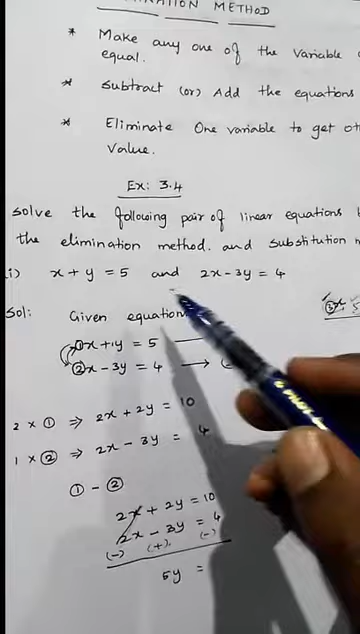 METHOD
* Make any one of the Variable
equal.
* Subtract (or) Add the equations
* Eliminate One variable to get
Value.
Ex: 3.4
Solve the following pair of linear equations
the elimination method. and Substitution
i) x + y = 5 and 2x - 3y = 4
Sol: Given equation
①x + 1y = 5 —
②x - 3y = 4 →
2 x ① ⇒ 2x + 2y = 10
1 x ② ⇒ 2x - 3y = 4
① - ②
2x + 2y = 10
2x - 3y = 4
(-) (+) (-)
5y =